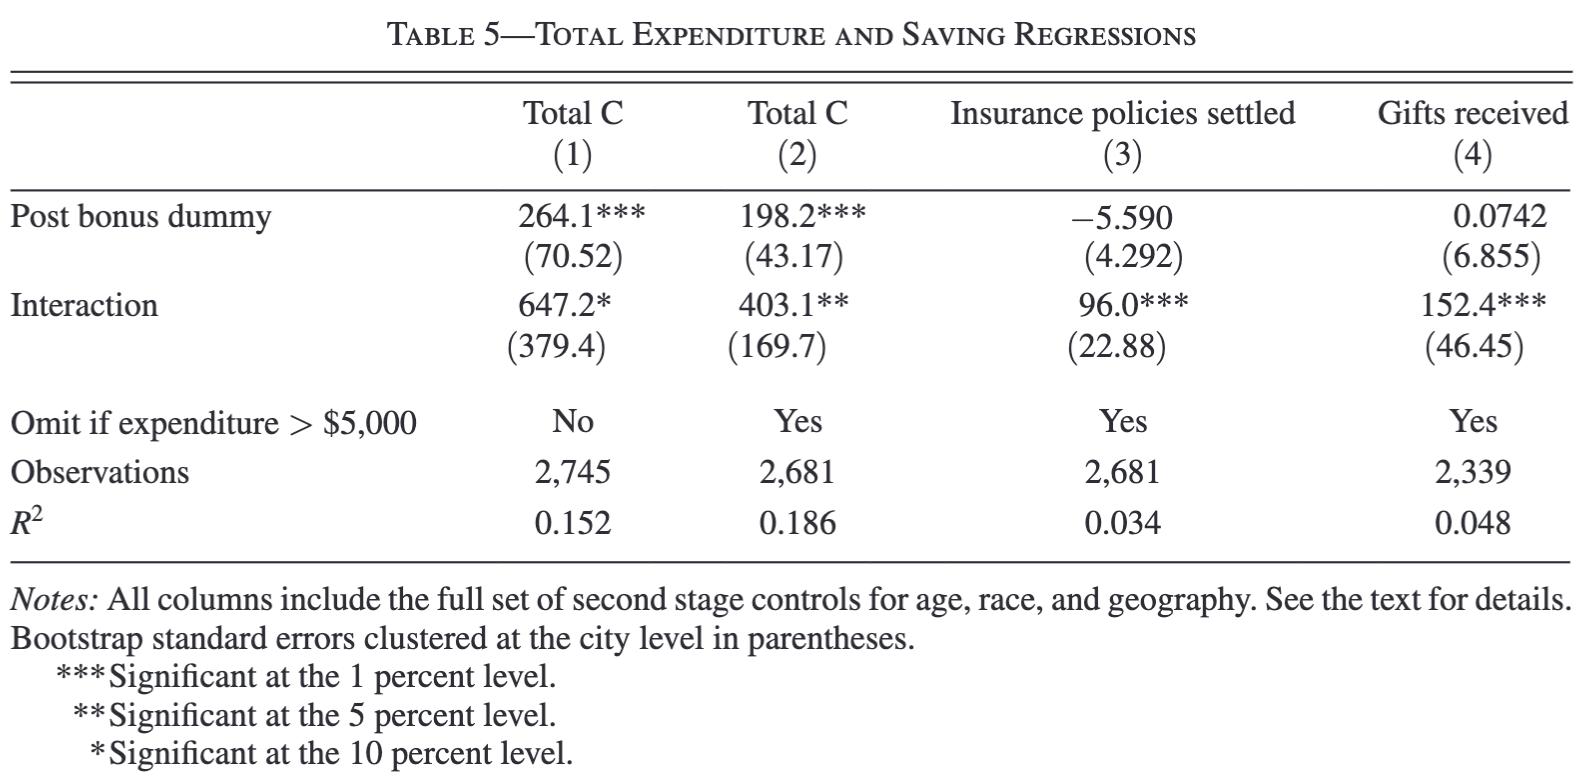 TABLE 5—TOTAL EXPENDITURE AND SAVING REGRESSIONS
Total C Total C Insurance policies settled Gifts received
(1) (2) (3) (4)
Post bonus dummy 264.1*** 198.2*** −5.590 0.0742
(70.52) (43.17) (4.292) (6.855)
Interaction 647.2* 403.1** 96.0*** 152.4***
(379.4) (169.7) (22.88) (46.45)
Omit if expenditure > $5,000 No Yes Yes Yes
Observations 2,745 2,681 2,681 2,339
R² 0.152 0.186 0.034 0.048
Notes: All columns include the full set of second stage controls for age, race, and geography. See the text for details.
Bootstrap standard errors clustered at the city level in parentheses.
***Significant at the 1 percent level.
**Significant at the 5 percent level.
*Significant at the 10 percent level.